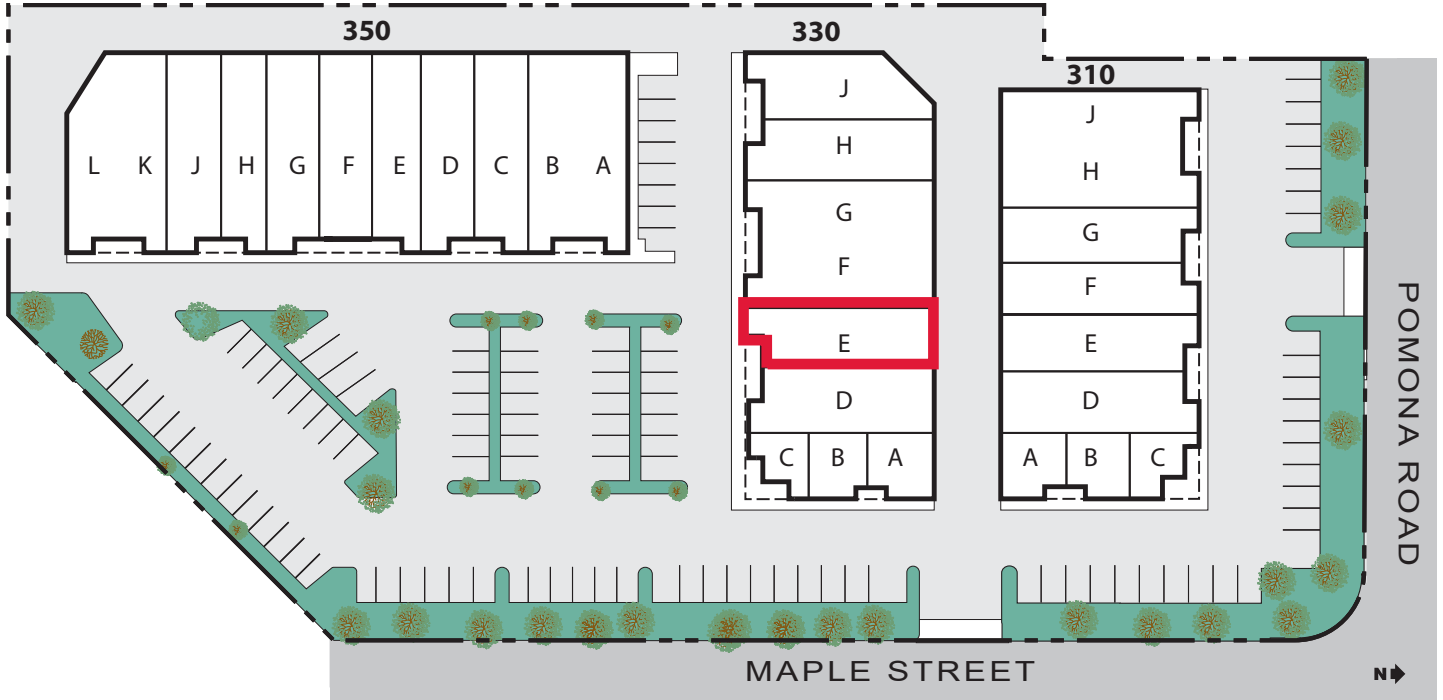 350
L K J H G F E D C B A
330
J
H
G
F
E
D
C B A
310
J
H
G
F
E
D
A B C
POMONA ROAD
MAPLE STREET
N